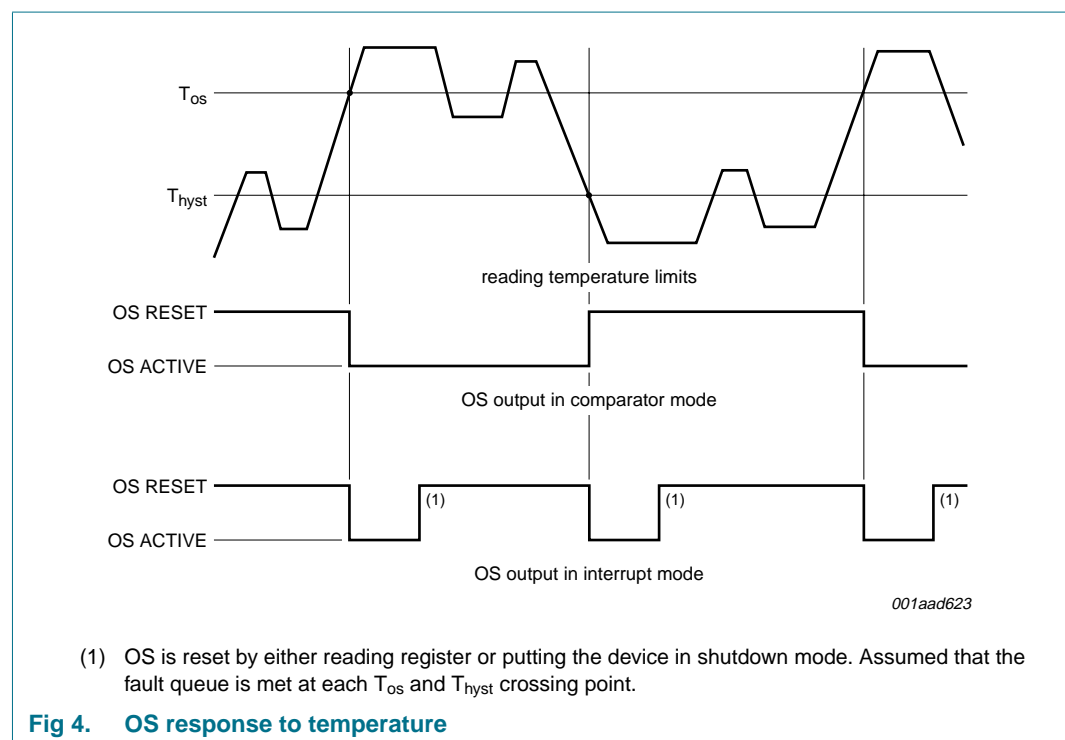 Tos
Thyst
reading temperature limits
OS RESET
OS ACTIVE
OS output in comparator mode
OS RESET
(1) (1) (1)
OS ACTIVE
OS output in interrupt mode
001aad623
(1) OS is reset by either reading register or putting the device in shutdown mode. Assumed that the
fault queue is met at each Tos and Thyst crossing point.
Fig 4. OS response to temperature